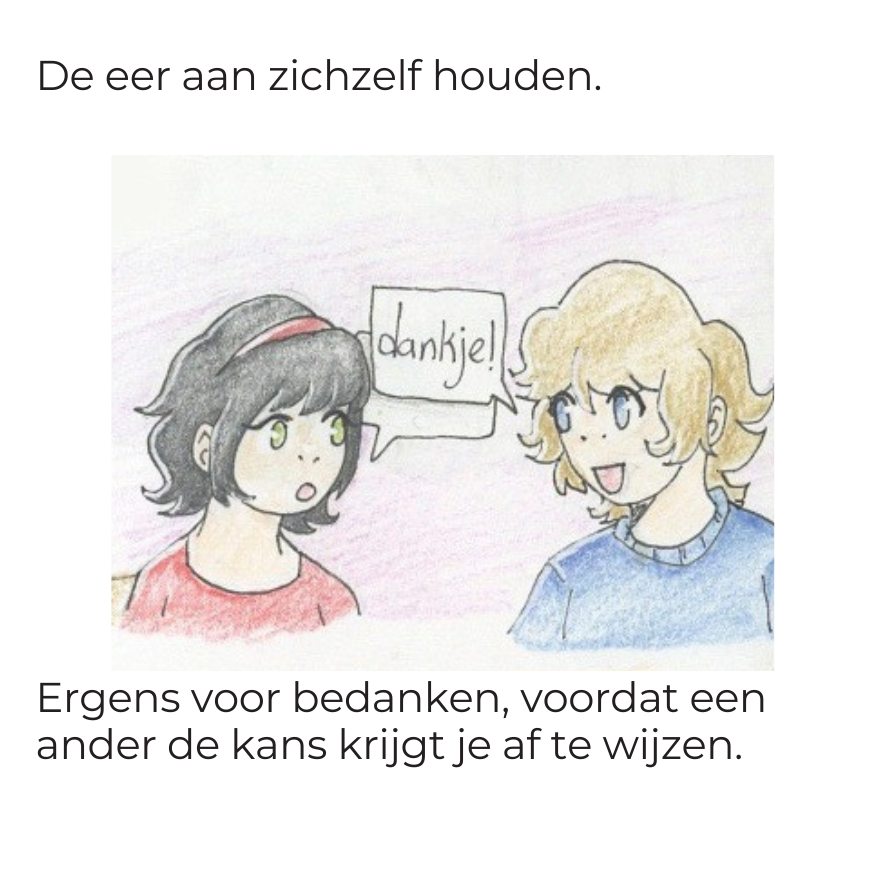 De eer aan zichzelf houden.
dankje!
Ergens voor bedanken, voordat een
ander de kans krijgt je af te wijzen.